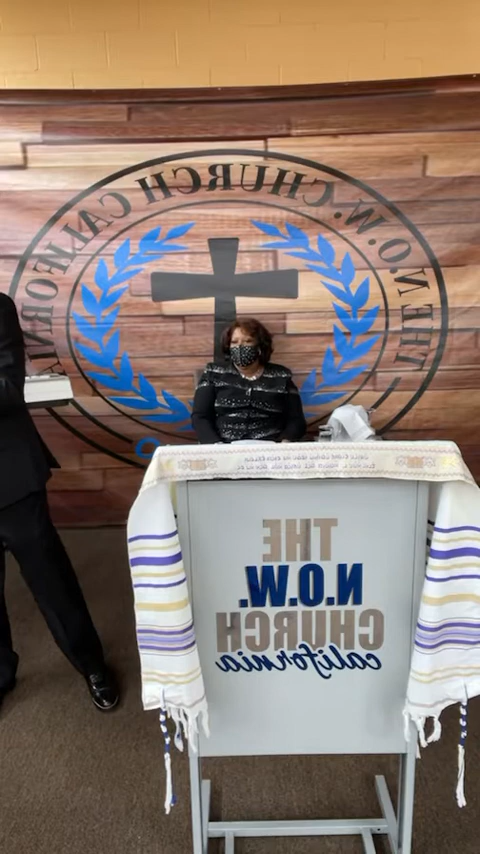 THE N.O.W. CHURCH CALIFORNIA
THE
N.O.W.
CHURCH
california